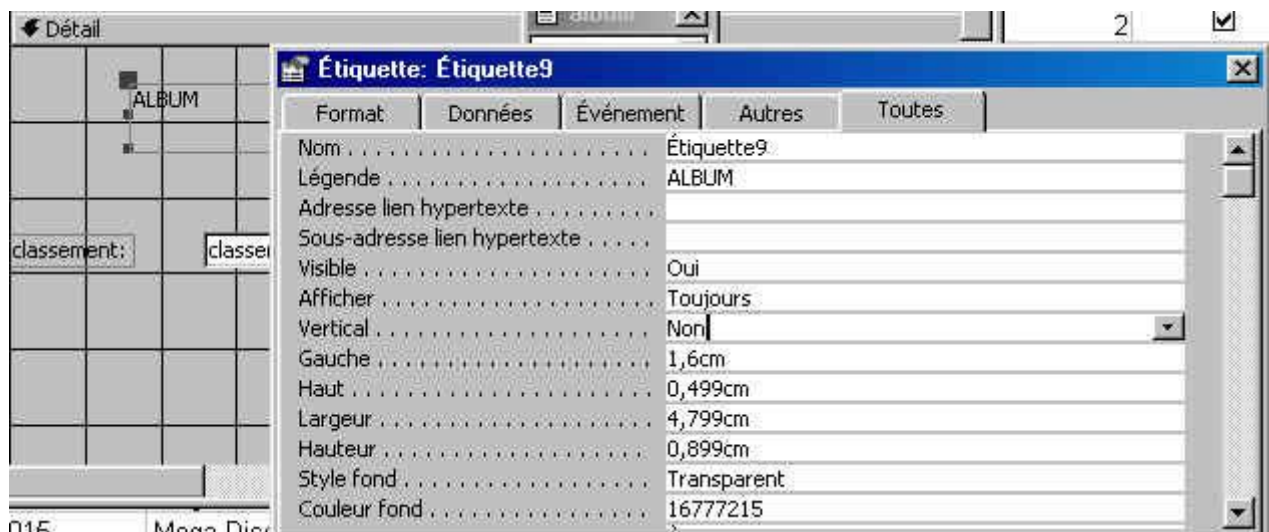 Détail
album
2
Étiquette: Étiquette9
ALBUM
Format Données Événement Autres Toutes
Nom Étiquette9
Légende ALBUM
Adresse lien hypertexte
Sous-adresse lien hypertexte
classement:
Visible Oui
Afficher Toujours
Vertical Non
Gauche 1,6cm
Haut 0,499cm
Largeur 4,799cm
Hauteur 0,899cm
Style fond Transparent
Couleur fond 16777215